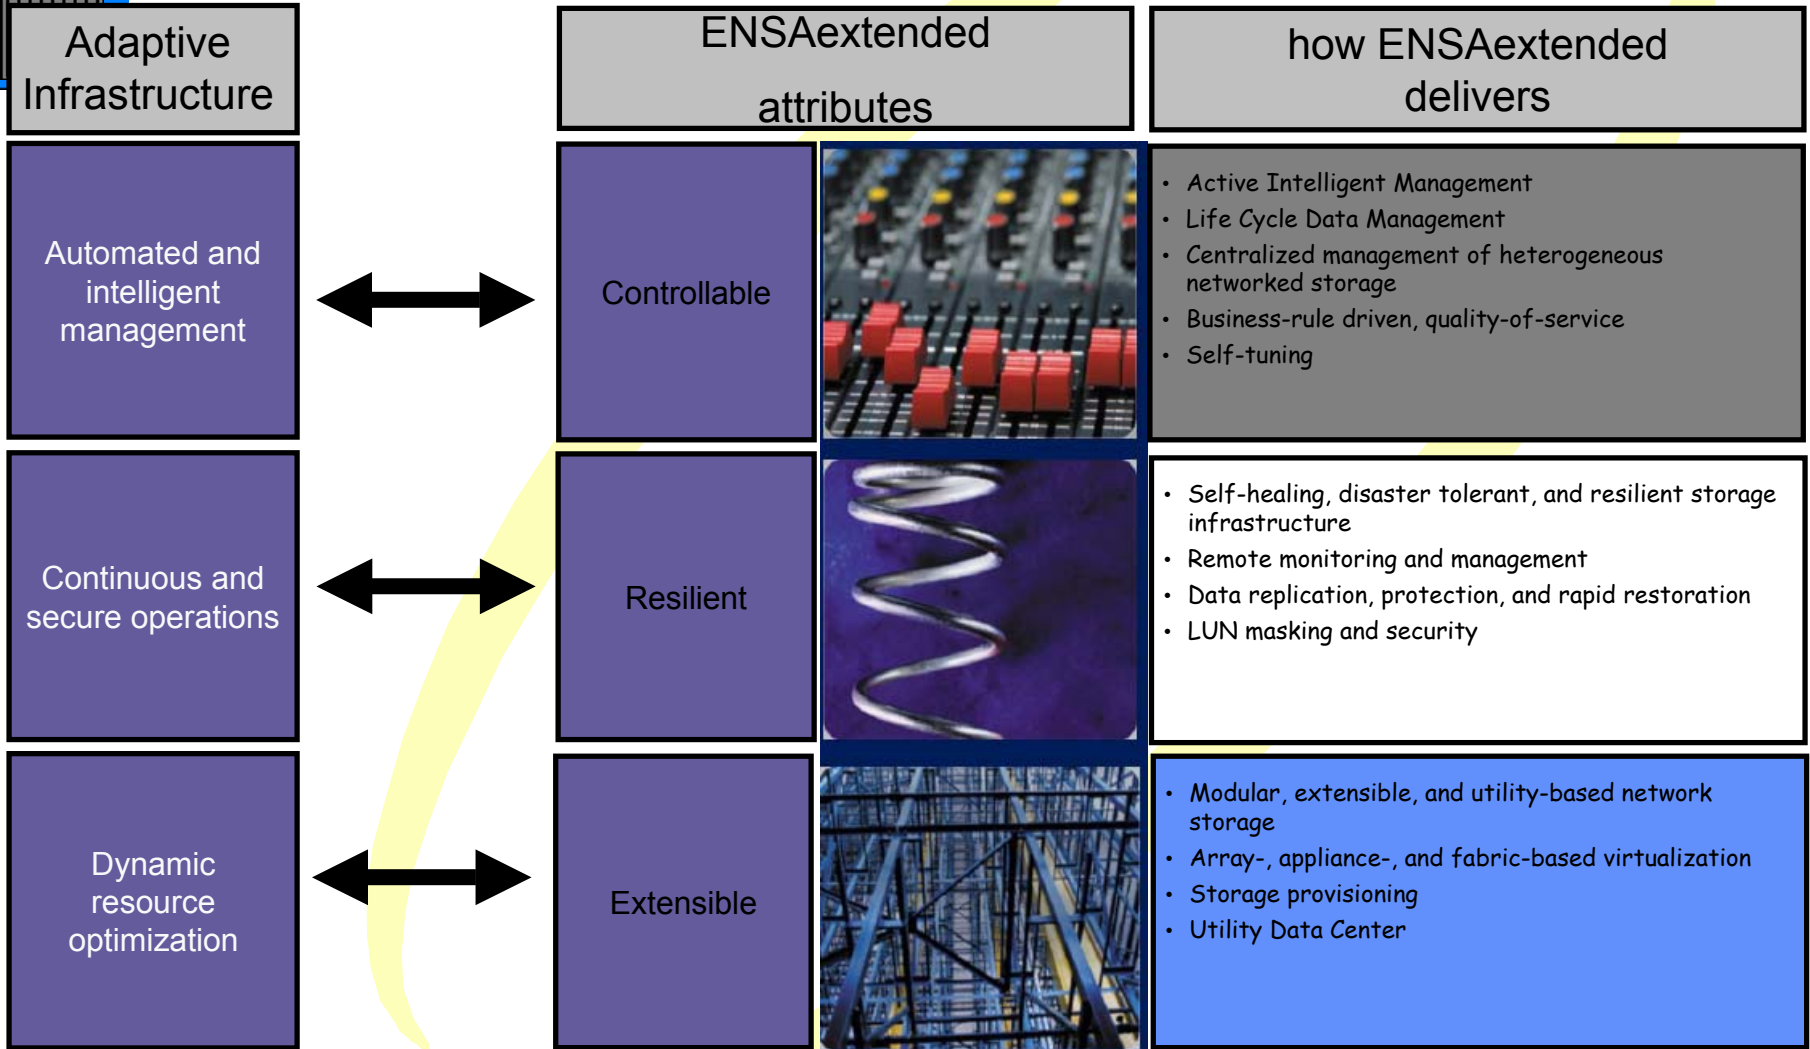 Adaptive
Infrastructure
ENSAextended
attributes
how ENSAextended
delivers
Automated and
intelligent
management
Controllable
• Active Intelligent Management
• Life Cycle Data Management
• Centralized management of heterogeneous
networked storage
• Business-rule driven, quality-of-service
• Self-tuning
Continuous and
secure operations
Resilient
• Self-healing, disaster tolerant, and resilient storage
infrastructure
• Remote monitoring and management
• Data replication, protection, and rapid restoration
• LUN masking and security
Dynamic
resource
optimization
Extensible
• Modular, extensible, and utility-based network
storage
• Array-, appliance-, and fabric-based virtualization
• Storage provisioning
• Utility Data Center